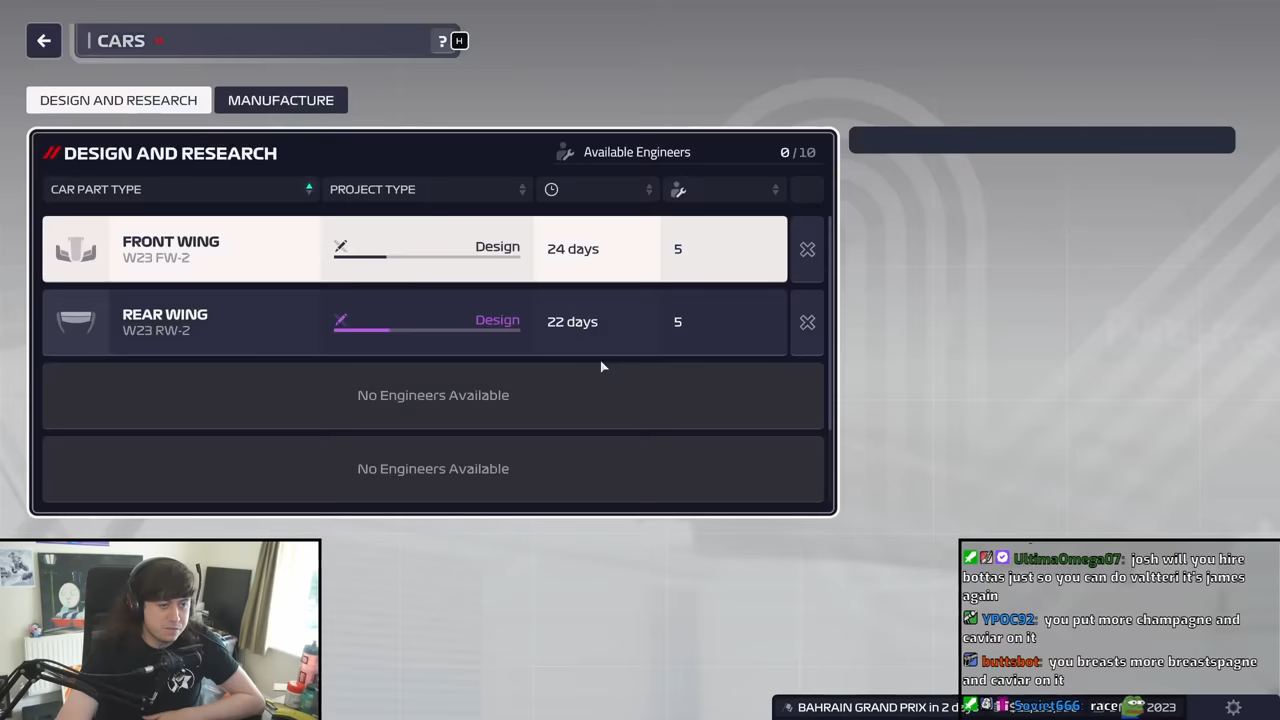 CARS
? H
DESIGN AND RESEARCH
MANUFACTURE
DESIGN AND RESEARCH
Available Engineers
0/10
CAR PART TYPE
PROJECT TYPE
FRONT WING
W23 FW-2
Design
24 days
5
REAR WING
W23 RW-2
Design
22 days
5
No Engineers Available
No Engineers Available
UltimaOmega07: josh will you hire
bottas just so you can do valtteri it's james
again
YPOC92: you put more champagne and
caviar on it
buttsbot: you breasts more breastspagne
and caviar on it
Soviet666
race
BAHRAIN GRAND PRIX in 2 d
2023